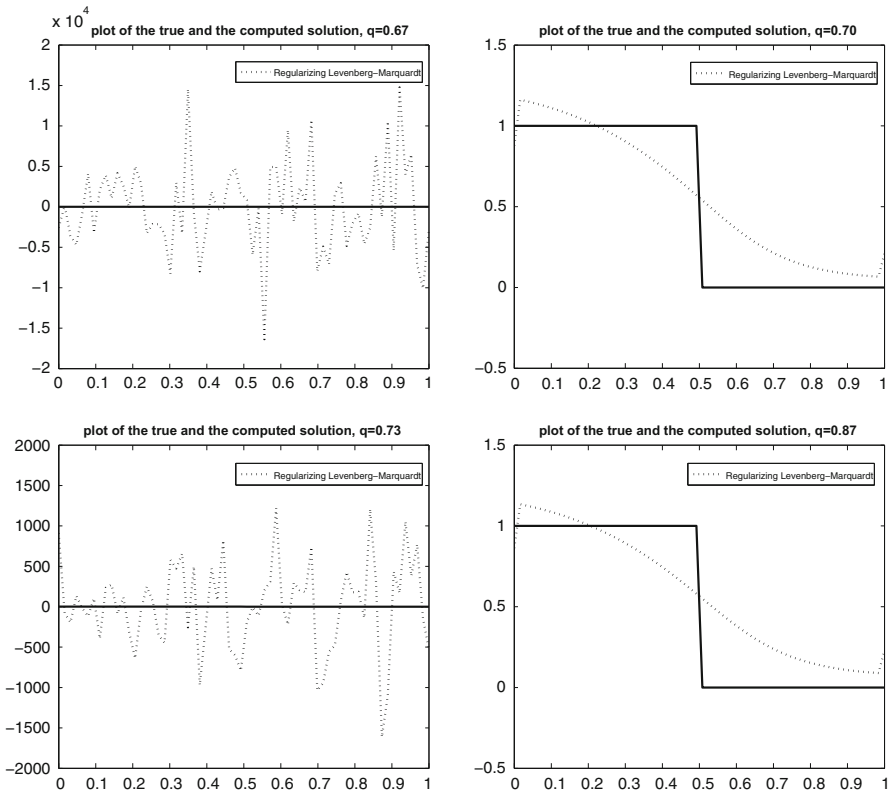 x 10^4
plot of the true and the computed solution, q=0.67
Regularizing Levenberg−Marquardt
2
1.5
1
0.5
0
−0.5
−1
−1.5
−2
0 0.1 0.2 0.3 0.4 0.5 0.6 0.7 0.8 0.9 1
plot of the true and the computed solution, q=0.70
Regularizing Levenberg−Marquardt
1.5
1
0.5
0
−0.5
0 0.1 0.2 0.3 0.4 0.5 0.6 0.7 0.8 0.9 1
plot of the true and the computed solution, q=0.73
Regularizing Levenberg−Marquardt
2000
1500
1000
500
0
−500
−1000
−1500
−2000
0 0.1 0.2 0.3 0.4 0.5 0.6 0.7 0.8 0.9 1
plot of the true and the computed solution, q=0.87
Regularizing Levenberg−Marquardt
1.5
1
0.5
0
−0.5
0 0.1 0.2 0.3 0.4 0.5 0.6 0.7 0.8 0.9 1